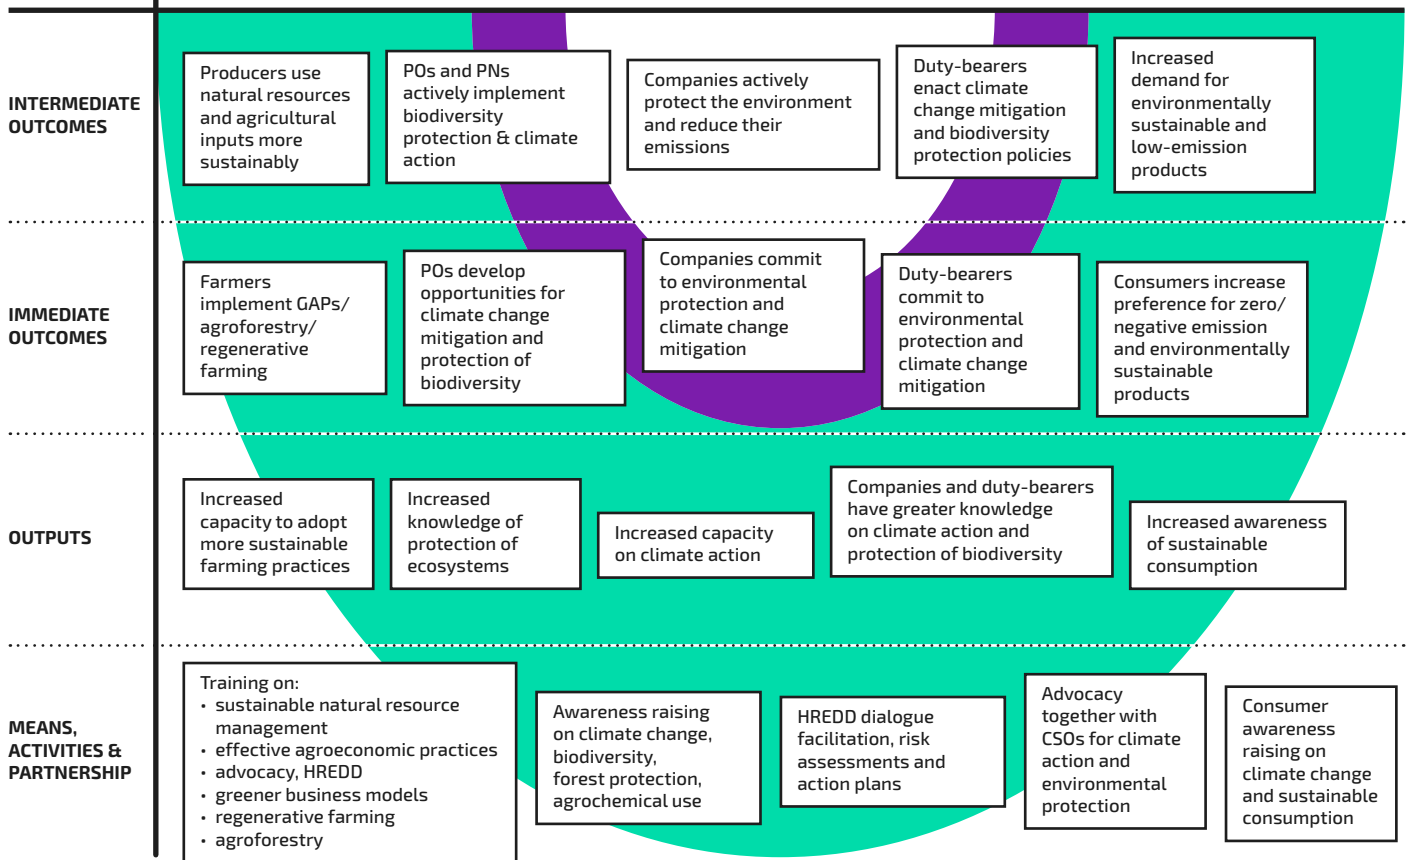 INTERMEDIATE
OUTCOMES
Producers use
natural resources
and agricultural
inputs more
sustainably
POs and PNs
actively implement
biodiversity
protection & climate
action
Companies actively
protect the environment
and reduce their
emissions
Duty-bearers
enact climate
change mitigation
and biodiversity
protection policies
Increased
demand for
environmentally
sustainable and
low-emission
products
IMMEDIATE
OUTCOMES
Farmers
implement GAPs/
agroforestry/
regenerative
farming
POs develop
opportunities for
climate change
mitigation and
protection of
biodiversity
Companies commit
to environmental
protection and
climate change
mitigation
Duty-bearers
commit to
environmental
protection and
climate change
mitigation
Consumers increase
preference for zero/
negative emission
and environmentally
sustainable
products
OUTPUTS
Increased
capacity to adopt
more sustainable
farming practices
Increased
knowledge of
protection of
ecosystems
Increased capacity
on climate action
Companies and duty-bearers
have greater knowledge
on climate action and
protection of biodiversity
Increased awareness
of sustainable
consumption
MEANS,
ACTIVITIES &
PARTNERSHIP
Training on:
• sustainable natural resource
management
• effective agroeconomic practices
• advocacy, HREDD
• greener business models
• regenerative farming
• agroforestry
Awareness raising
on climate change,
biodiversity,
forest protection,
agrochemical use
HREDD dialogue
facilitation, risk
assessments and
action plans
Advocacy
together with
CSOs for climate
action and
environmental
protection
Consumer
awareness
raising on
climate change
and sustainable
consumption